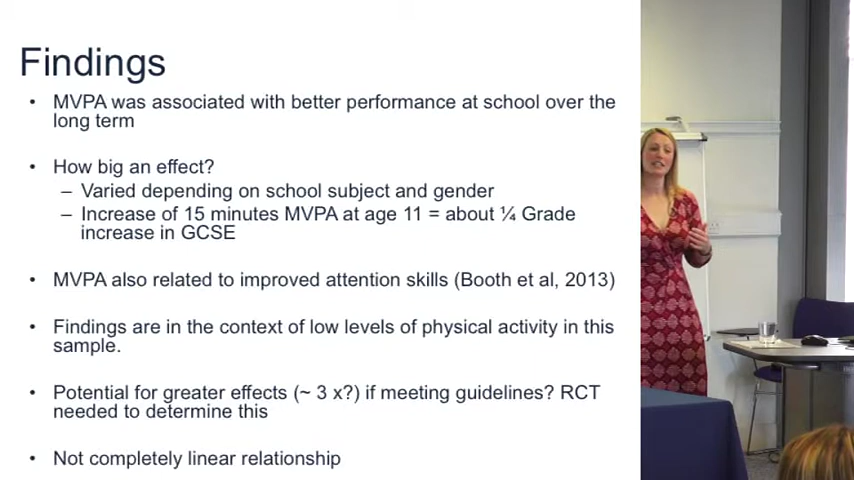 Findings
• MVPA was associated with better performance at school over the
long term
• How big an effect?
– Varied depending on school subject and gender
– Increase of 15 minutes MVPA at age 11 = about ¼ Grade
increase in GCSE
• MVPA also related to improved attention skills (Booth et al, 2013)
• Findings are in the context of low levels of physical activity in this
sample.
• Potential for greater effects (~ 3 x?) if meeting guidelines? RCT
needed to determine this
• Not completely linear relationship